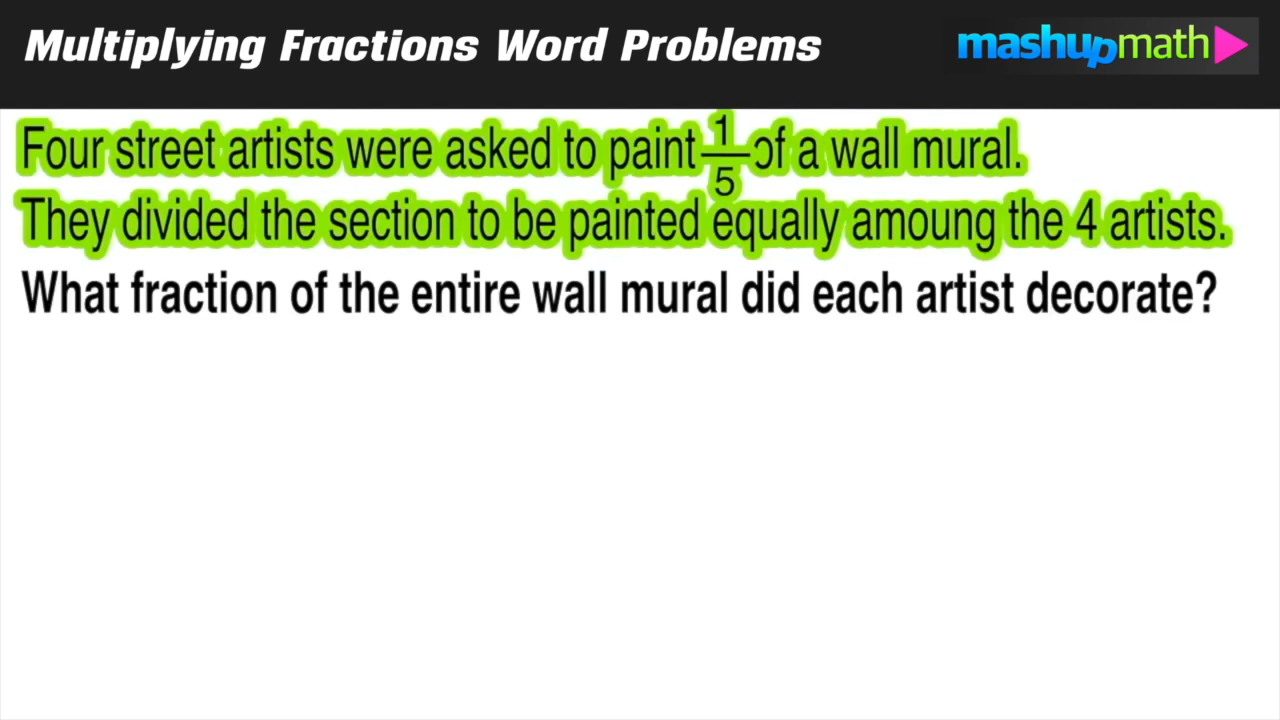 Multiplying Fractions Word Problems
mashupmath
Four street artists were asked to paint 1/5 of a wall mural.
They divided the section to be painted equally amoung the 4 artists.
What fraction of the entire wall mural did each artist decorate?